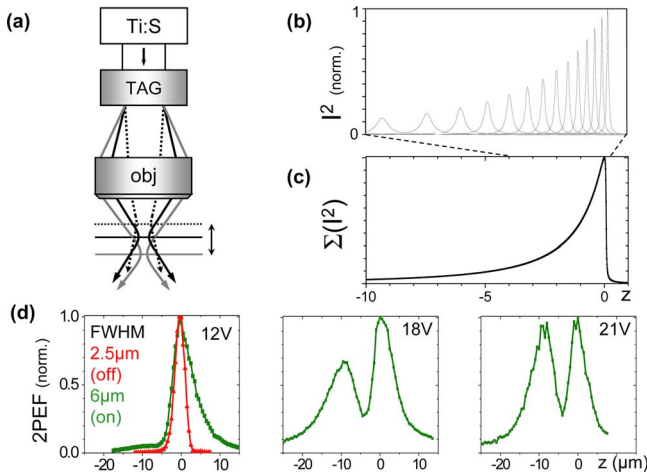 (a)
Ti:S
TAG
obj
(b)
I² (norm.)
1
0
(c)
Σ(I²)
-10
-5
0
z
(d)
2PEF (norm.)
1.0
0.5
0.0
FWHM
2.5µm
(off)
6µm
(on)
12V
-20
-10
0
10
18V
-20
-10
0
10
21V
-20
-10
0
z (µm)